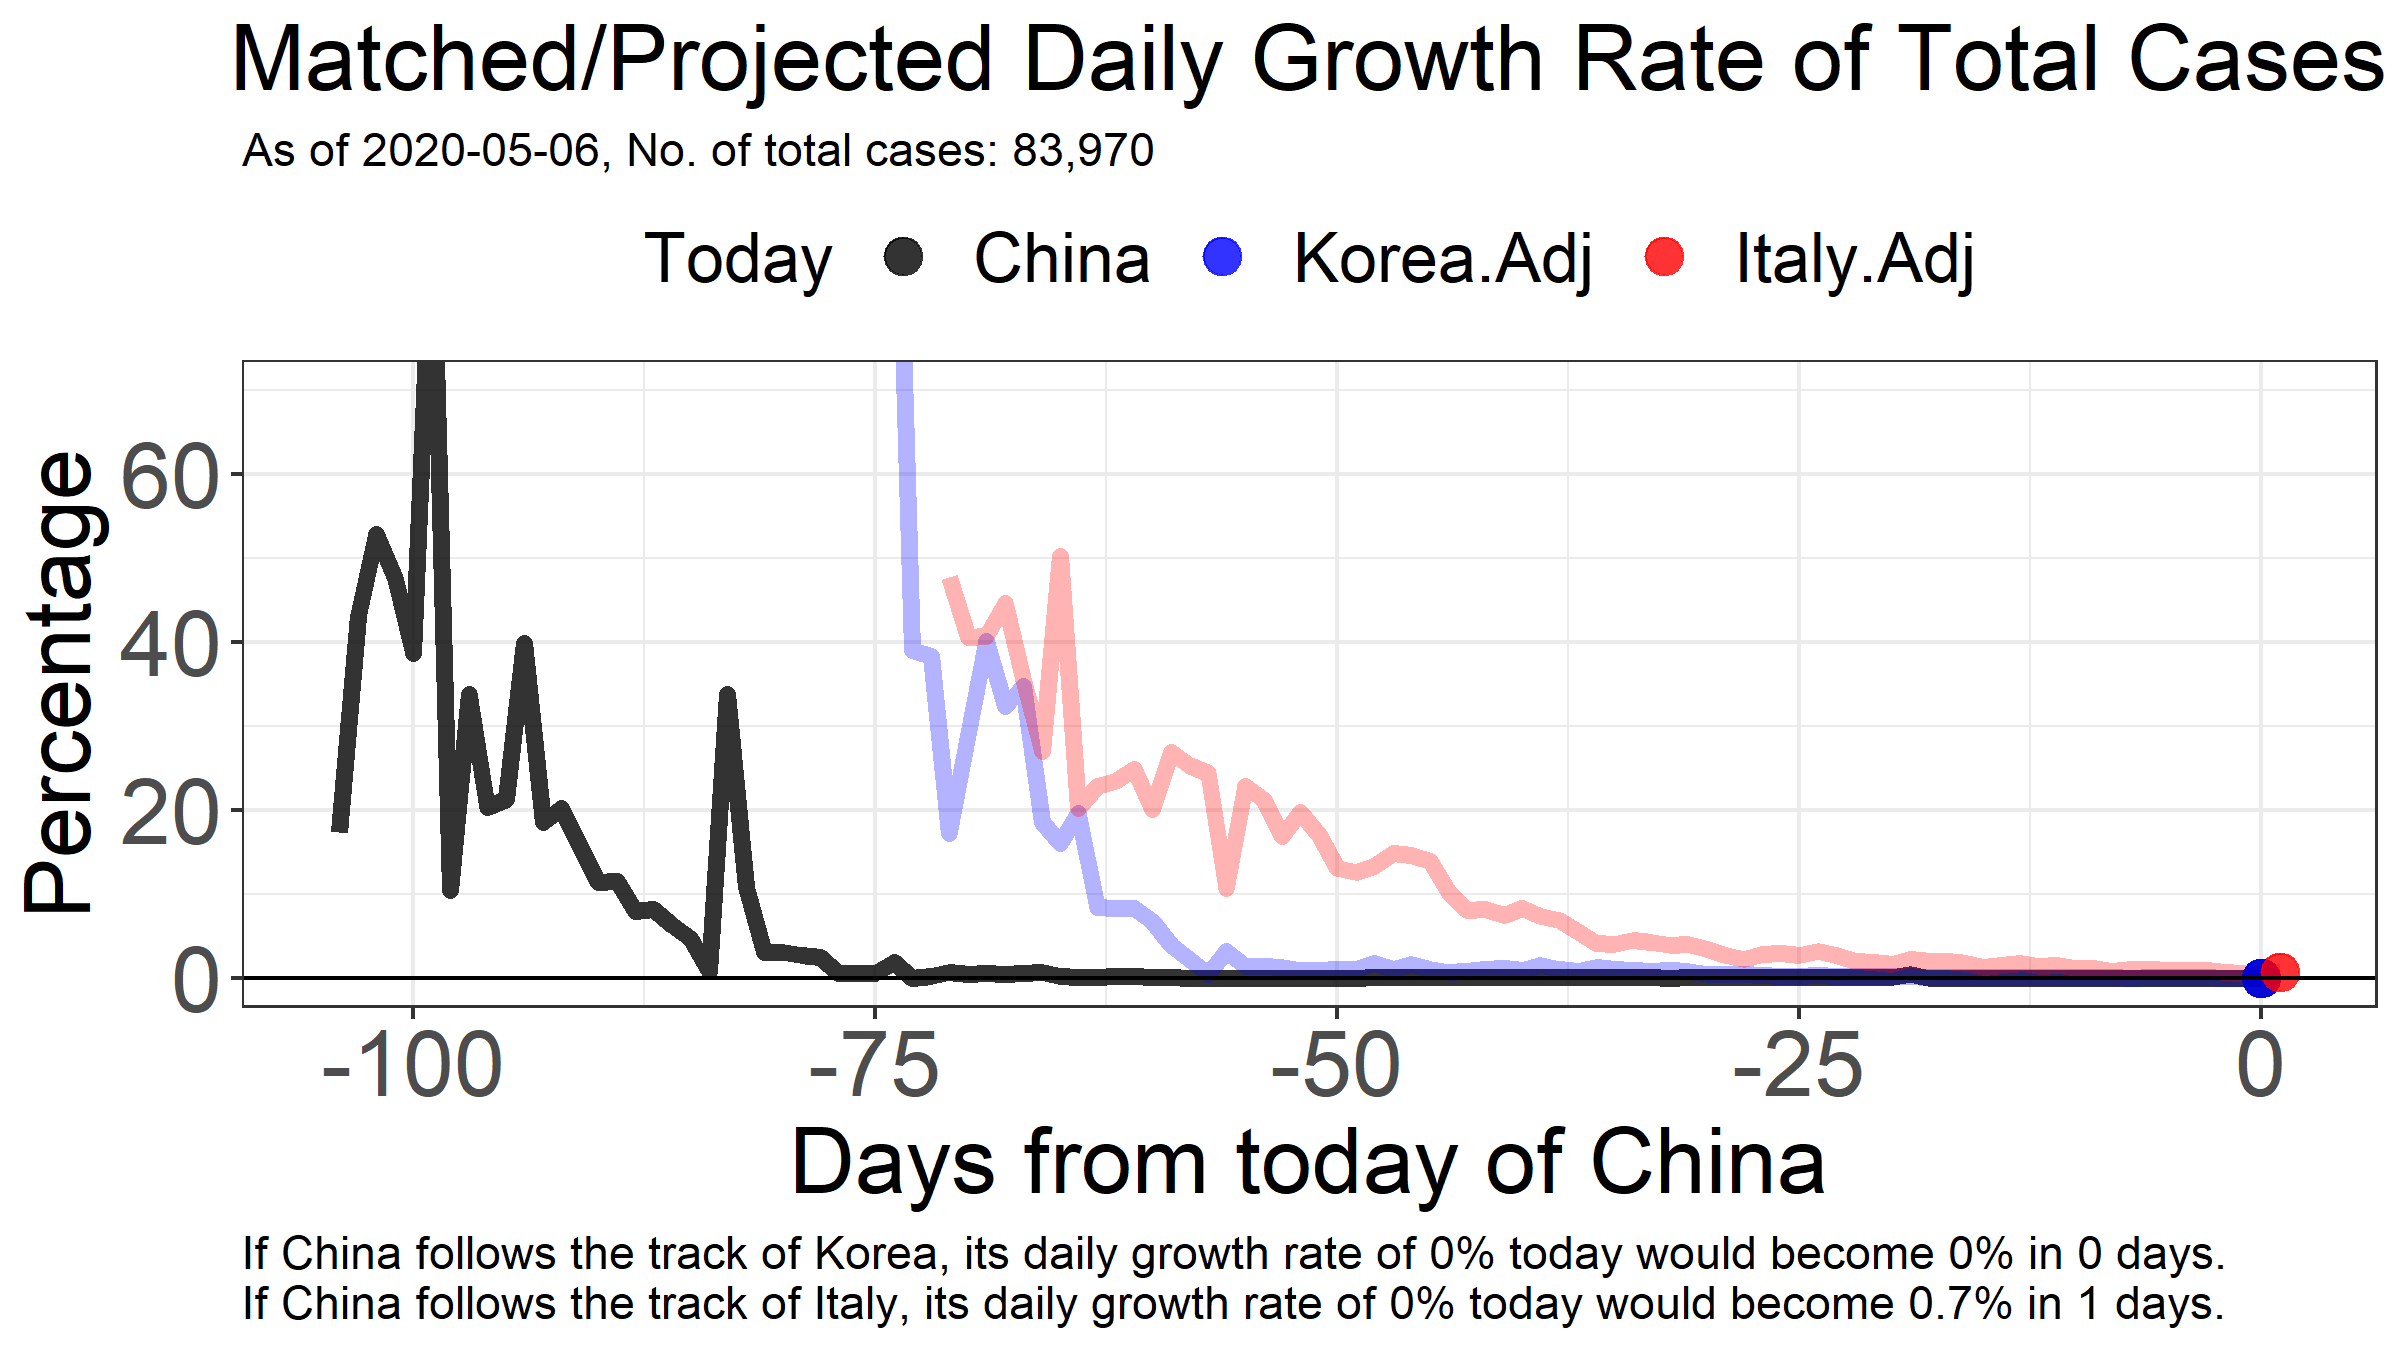 Matched/Projected Daily Growth Rate of Total Cases
As of 2020-05-06, No. of total cases: 83,970
Today China Korea.Adj Italy.Adj
Percentage
60
40
20
0
-100 -75 -50 -25 0
Days from today of China
If China follows the track of Korea, its daily growth rate of 0% today would become 0% in 0 days.
If China follows the track of Italy, its daily growth rate of 0% today would become 0.7% in 1 days.